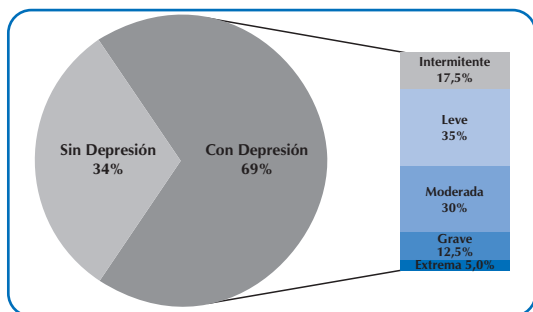 Sin Depresión
34%
Con Depresión
69%
Intermitente
17,5%
Leve
35%
Moderada
30%
Grave
12,5%
Extrema 5,0%